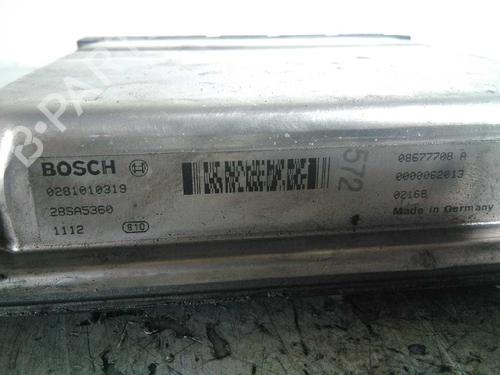 B-PARTS
BOSCH
0281010319
28SA5360
1112 810
572
08677708 A
0000062013
02168
Made in Germany